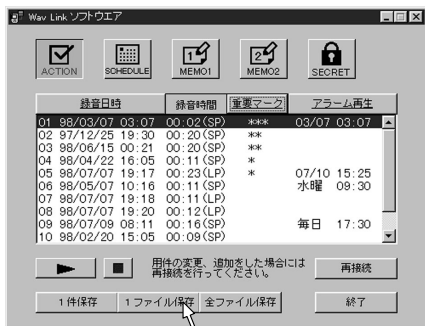 Wav Link ソフトウエア
ACTION SCHEDULE MEMO1 MEMO2 SECRET
録音日時 録音時間 重要マーク アラーム再生
01 98/03/07 03:07 00:02(SP) *** 03/07 03:07
02 97/12/25 19:30 00:20(SP) **
03 98/06/15 00:21 00:20(SP) **
04 98/04/22 16:05 00:11(SP) *
05 98/07/07 19:17 00:23(LP) * 07/10 15:25
06 98/05/07 10:16 00:11(SP) 水曜 09:30
07 98/07/07 19:18 00:11(LP)
08 98/07/07 19:20 00:12(LP)
09 98/07/09 08:11 00:16(SP) 毎日 17:30
10 98/02/20 15:05 00:09(SP)
用件の変更、追加をした場合には
再接続を行ってください。
再接続
1件保存 1ファイル保存 全ファイル保存 終了